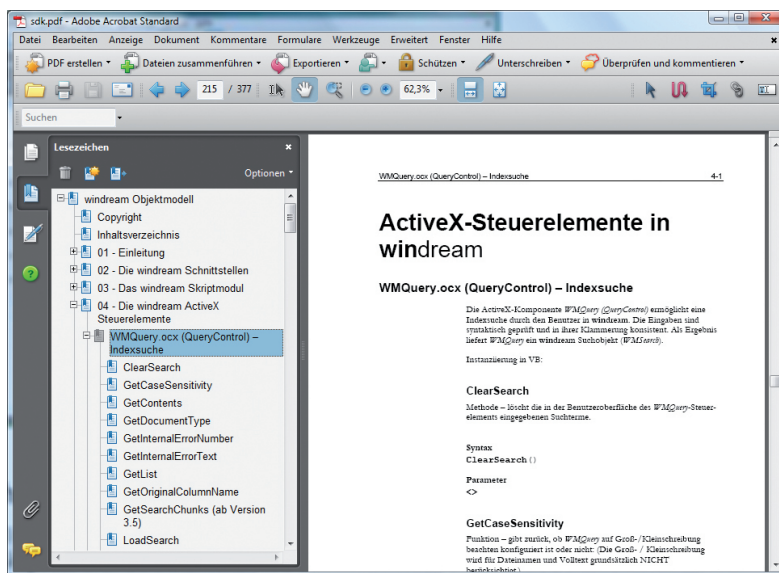 sdk.pdf - Adobe Acrobat Standard
Datei Bearbeiten Anzeige Dokument Kommentare Formulare Werkzeuge Erweitert Fenster Hilfe
PDF erstellen Dateien zusammenführen Exportieren Schützen Unterschreiben Überprüfen und kommentieren
215 / 377 62,3%
Suchen
Lesezeichen
Optionen
windream Objektmodell
Copyright
Inhaltsverzeichnis
01 - Einleitung
02 - Die windream Schnittstellen
03 - Das windream Skriptmodul
04 - Die windream ActiveX
Steuerelemente
WMQuery.ocx (QueryControl) –
Indexsuche
ClearSearch
GetCaseSensitivity
GetContents
GetDocumentType
GetInternalErrorNumber
GetInternalErrorText
GetList
GetOriginalColumnName
GetSearchChunks (ab Version
3.5)
LoadSearch
WMQuery.ocx (QueryControl) – Indexsuche 4-1
ActiveX-Steuerelemente in
windream
WMQuery.ocx (QueryControl) – Indexsuche
Die ActiveX-Komponente WMQuery (QueryControl) ermöglicht eine
Indexsuche durch den Benutzer in windream. Die Eingaben sind
syntaktisch geprüft und in ihrer Klammerung konsistent. Als Ergebnis
liefert WMQuery ein windream Suchobjekt (WMSearch).
Instanziierung in VB:
ClearSearch
Methode – löscht die in der Benutzeroberfläche des WMQuery-Steuer-
elements eingegebenen Suchterme.
Syntax
ClearSearch()
Parameter
<>
GetCaseSensitivity
Funktion – gibt zurück, ob WMQuery auf Groß-/Kleinschreibung
beachten konfiguriert ist oder nicht: (Die Groß- / Kleinschreibung
wird für Dateinamen und Volltext grundsätzlich NICHT
berücksichtigt)